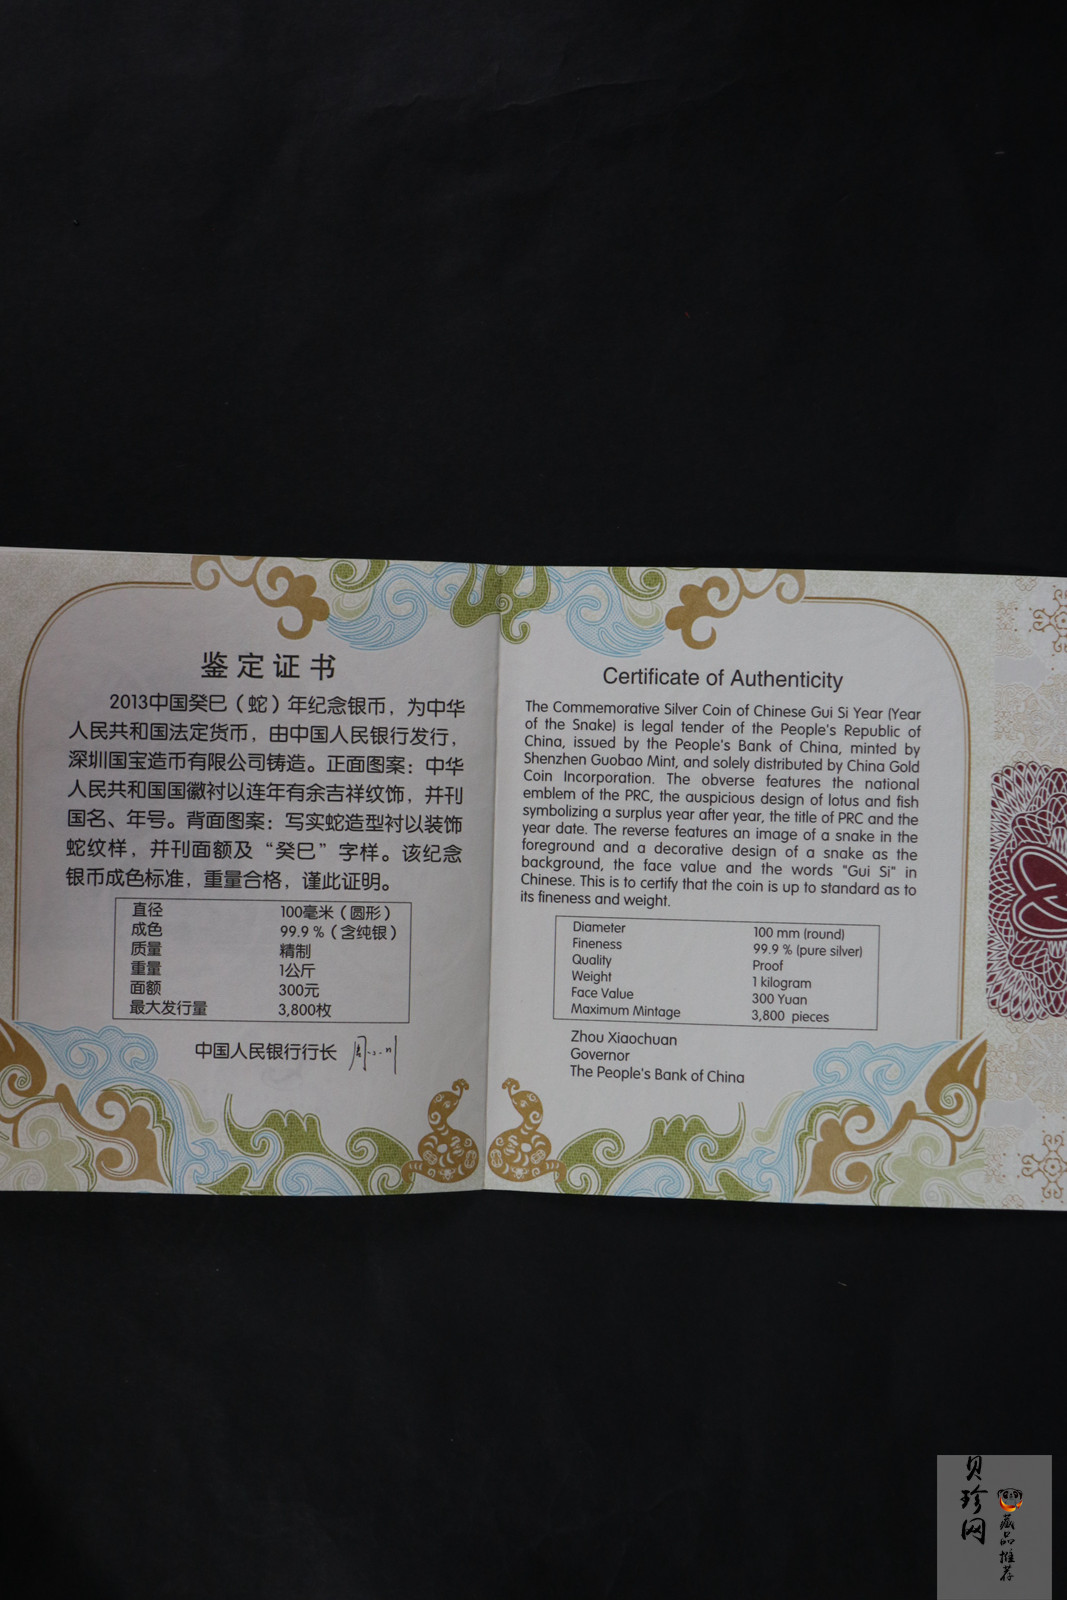 鉴定证书
2013中国癸巳（蛇）年纪念银币，为中华
人民共和国法定货币，由中国人民银行发行，
深圳国宝造币有限公司铸造。正面图案：中华
人民共和国国徽衬以连年有余吉祥纹饰，并刊
国名、年号。背面图案：写实蛇造型衬以装饰
蛇纹样，并刊面额及“癸巳”字样。该纪念
银币成色标准，重量合格，谨此证明。
直径 100毫米（圆形）
成色 99.9 %（含纯银）
质量 精制
重量 1公斤
面额 300元
最大发行量 3,800枚
中国人民银行行长
Certificate of Authenticity
The Commemorative Silver Coin of Chinese Gui Si Year (Year
of the Snake) is legal tender of the People's Republic of
China, issued by the People's Bank of China, minted by
Shenzhen Guobao Mint, and solely distributed by China Gold
Coin Incorporation. The obverse features the national
emblem of the PRC, the auspicious design of lotus and fish
symbolizing a surplus year after year, the title of PRC and the
year date. The reverse features an image of a snake in the
foreground and a decorative design of a snake as the
background, the face value and the words "Gui Si" in
Chinese. This is to certify that the coin is up to standard as to
its fineness and weight.
Diameter 100 mm (round)
Fineness 99.9 % (pure silver)
Quality Proof
Weight 1 kilogram
Face Value 300 Yuan
Maximum Mintage 3,800 pieces
Zhou Xiaochuan
Governor
The People's Bank of China
贝珍网
藏品推荐